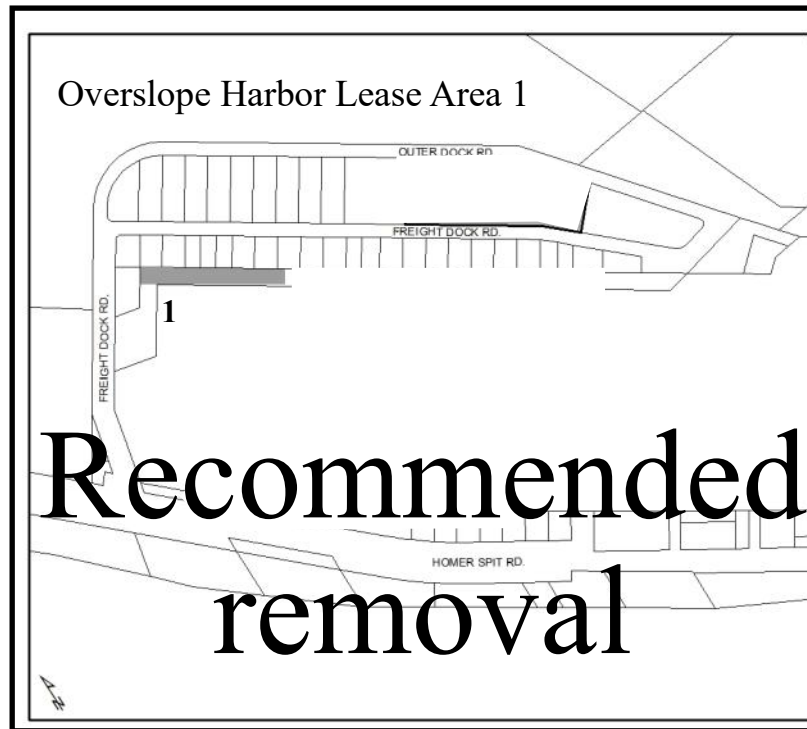 Overslope Harbor Lease Area 1
OUTER DOCK RD.
FREIGHT DOCK RD.
1
FREIGHT DOCK RD.
Recommended
HOMER SPIT RD.
removal
N